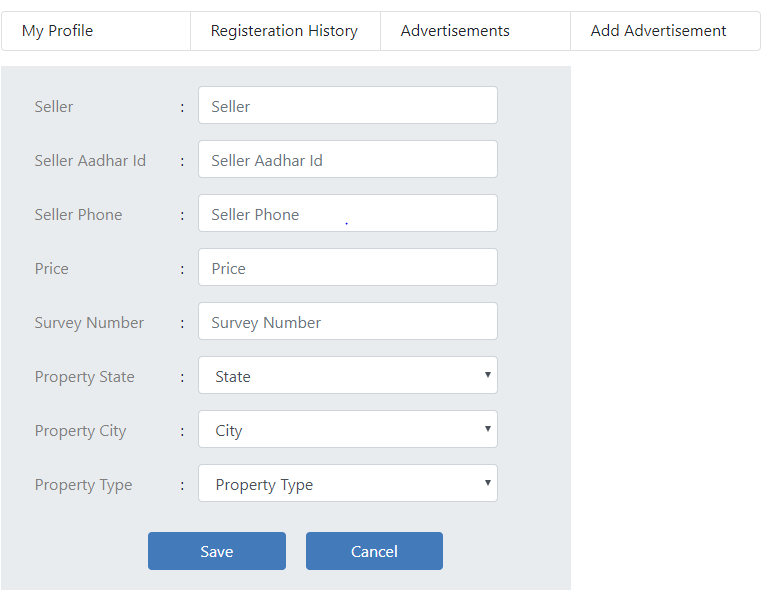 My Profile Registeration History Advertisements Add Advertisement
Seller : Seller
Seller Aadhar Id : Seller Aadhar Id
Seller Phone : Seller Phone
Price : Price
Survey Number : Survey Number
Property State : State
Property City : City
Property Type : Property Type
Save Cancel